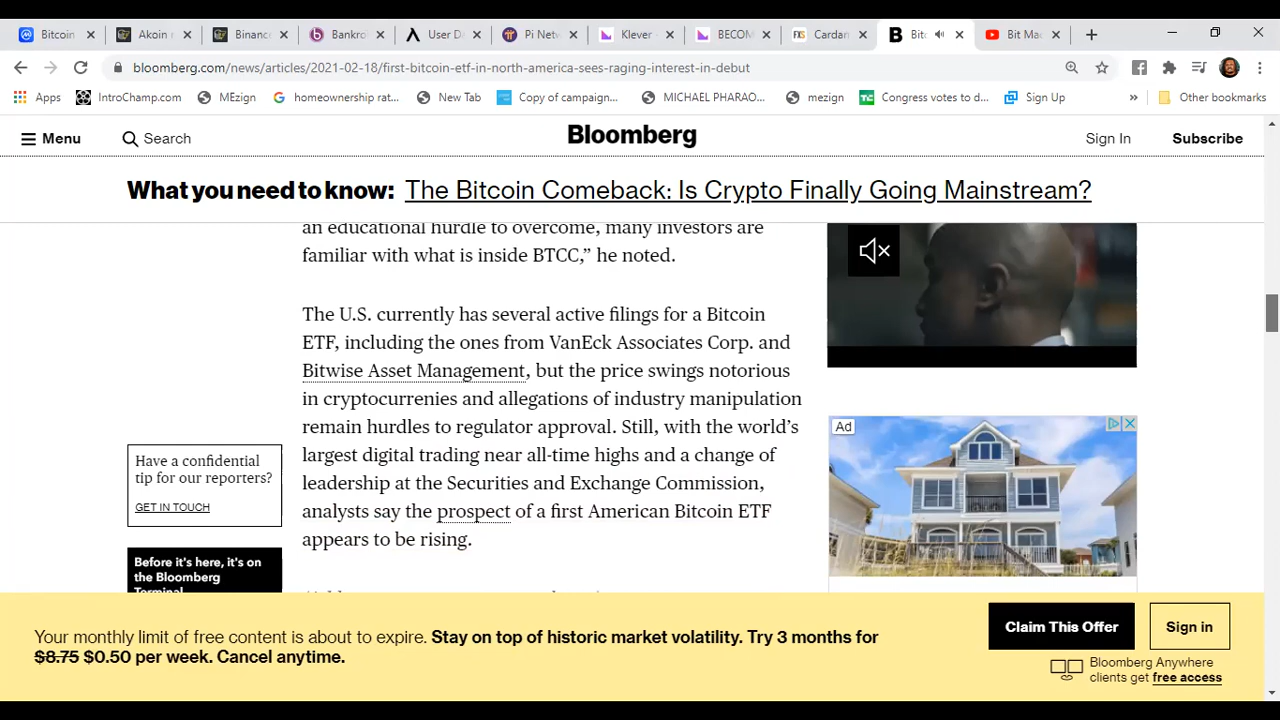 Bitcoin
Akoin r
Binanc
Bankro
User D
Pi Netw
Klever -
BECOM
Cardan
Bitc
Bit Ma
bloomberg.com/news/articles/2021-02-18/first-bitcoin-etf-in-north-america-sees-raging-interest-in-debut
Apps
IntroChamp.com
MEzign
homeownership rat...
New Tab
Copy of campaign...
MICHAEL PHARAO...
mezign
Congress votes to d...
Sign Up
»
Other bookmarks
Menu
Search
Bloomberg
Sign In
Subscribe
What you need to know: The Bitcoin Comeback: Is Crypto Finally Going Mainstream?
an educational hurdle to overcome, many investors are
familiar with what is inside BTCC,” he noted.
The U.S. currently has several active filings for a Bitcoin
ETF, including the ones from VanEck Associates Corp. and
Bitwise Asset Management, but the price swings notorious
in cryptocurrenies and allegations of industry manipulation
remain hurdles to regulator approval. Still, with the world’s
largest digital trading near all-time highs and a change of
leadership at the Securities and Exchange Commission,
analysts say the prospect of a first American Bitcoin ETF
appears to be rising.
Have a confidential
tip for our reporters?
GET IN TOUCH
Before it's here, it's on
the Bloomberg
Terminal
Ad
Your monthly limit of free content is about to expire. Stay on top of historic market volatility. Try 3 months for
$8.75 $0.50 per week. Cancel anytime.
Claim This Offer
Sign in
Bloomberg Anywhere
clients get free access